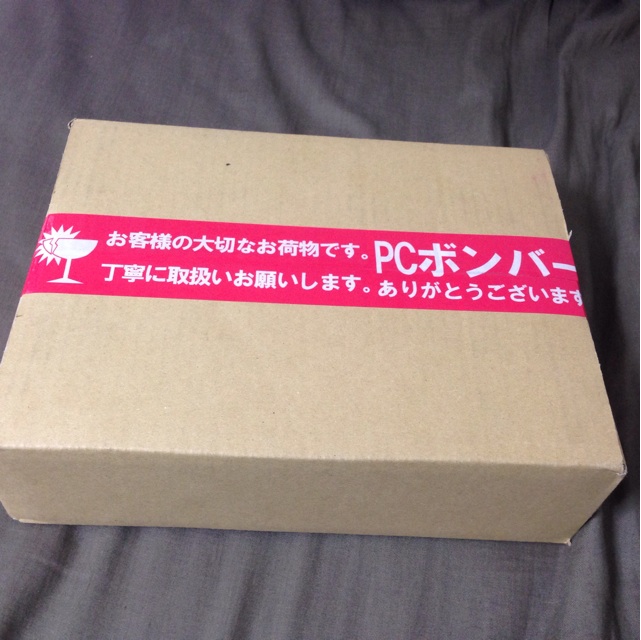 お客様の大切なお荷物です。PCボンバー
丁寧に取扱いお願いします。ありがとうございます